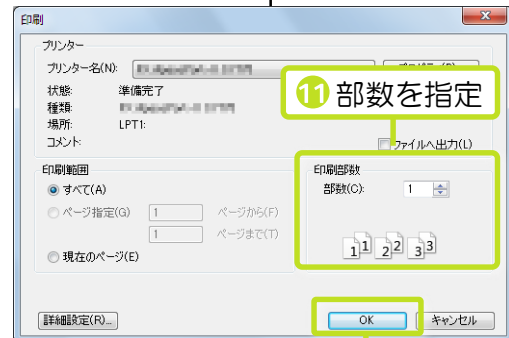 印刷
プリンター
プリンター名(N):
状態: 準備完了
種類:
場所: LPT1:
コメント:
⑪ 部数を指定
ファイルへ出力(L)
印刷範囲
すべて(A)
ページ指定(G) 1 ページから(F)
1 ページまで(T)
現在のページ(E)
印刷部数
部数(C): 1
1 1 2 2 3 3
詳細設定(R)... OK キャンセル